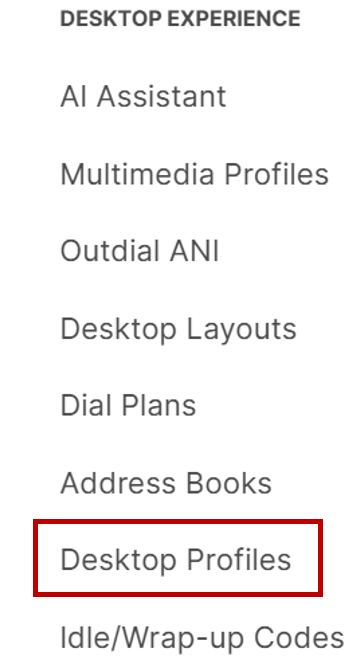 DESKTOP EXPERIENCE
AI Assistant
Multimedia Profiles
Outdial ANI
Desktop Layouts
Dial Plans
Address Books
Desktop Profiles
Idle/Wrap-up Codes